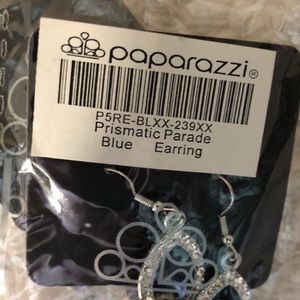 paparazzi®
P5RE-BLXX-239XX
Prismatic Parade
Blue Earring